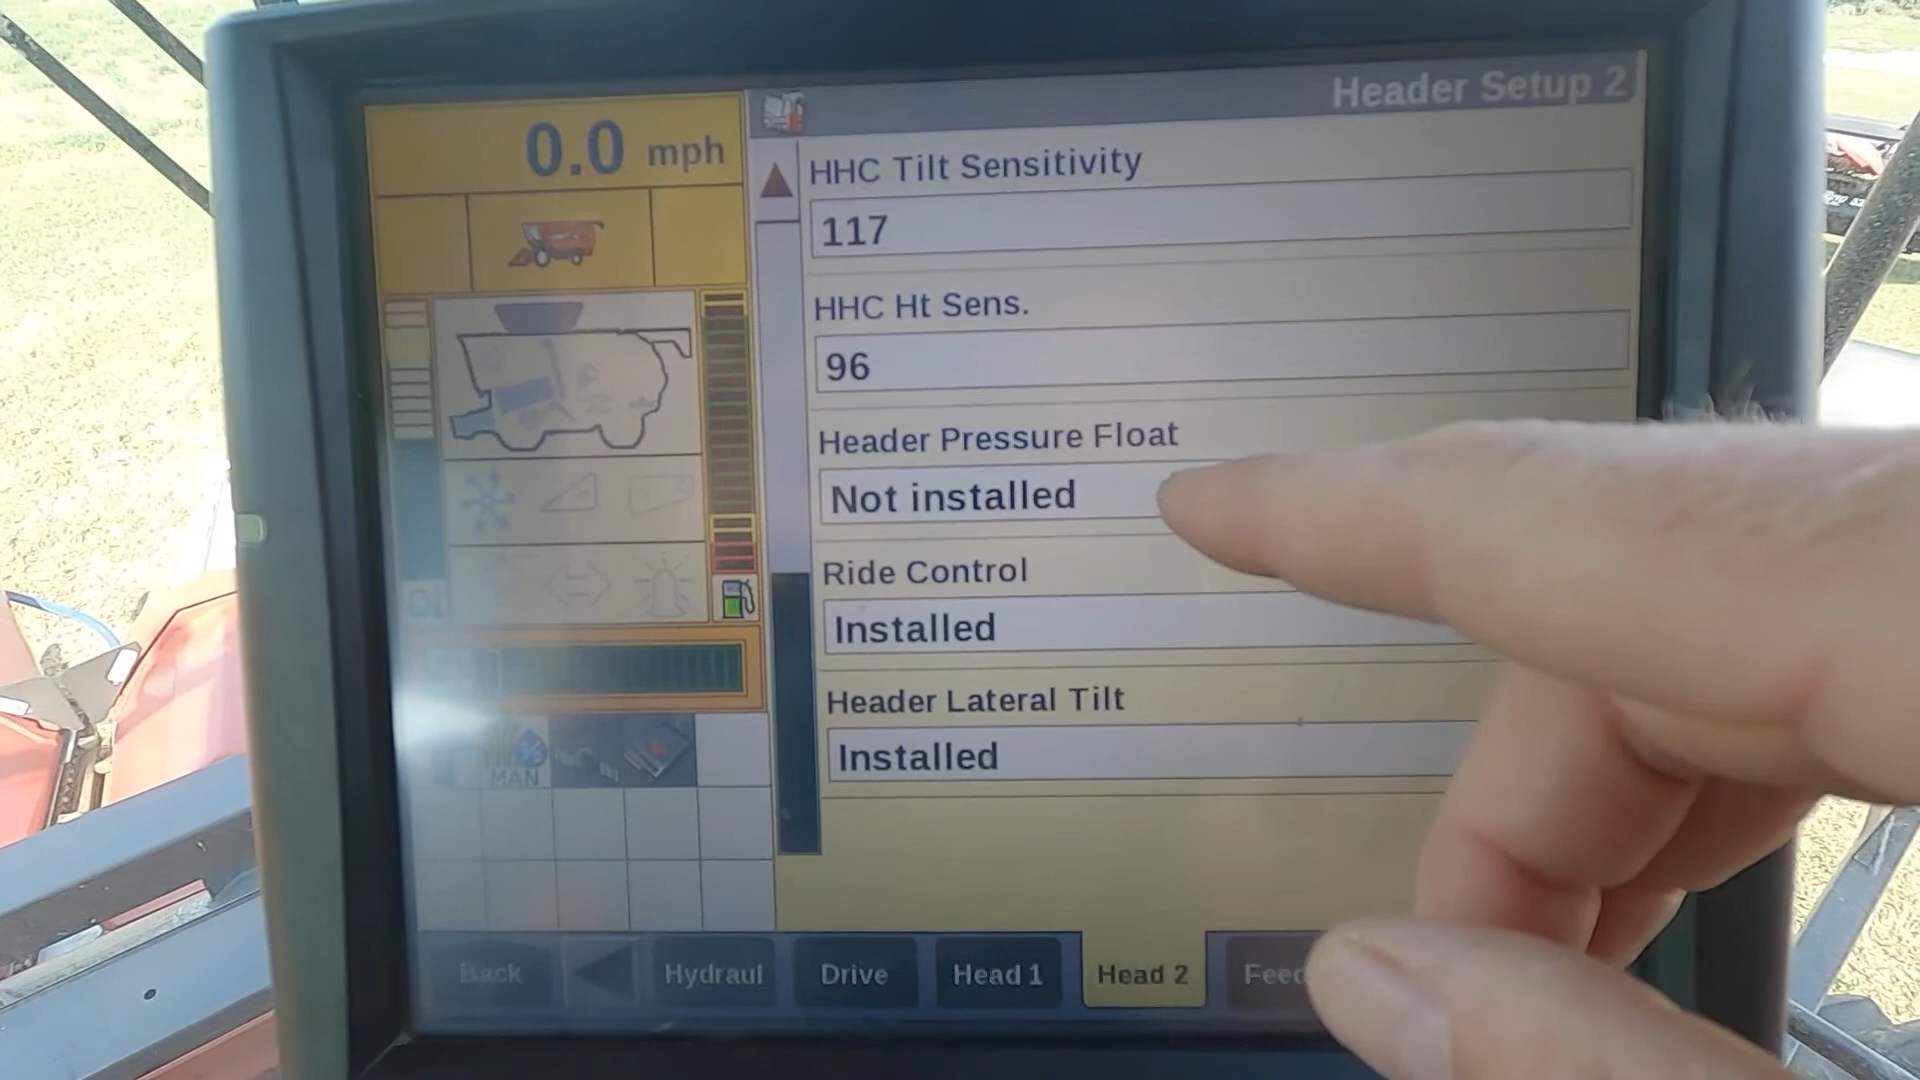 Header Setup 2
0.0 mph
HHC Tilt Sensitivity
117
HHC Ht Sens.
96
Header Pressure Float
Not installed
Ride Control
Installed
Header Lateral Tilt
Installed
MAN
Back
Hydraul
Drive
Head 1
Head 2
Feed